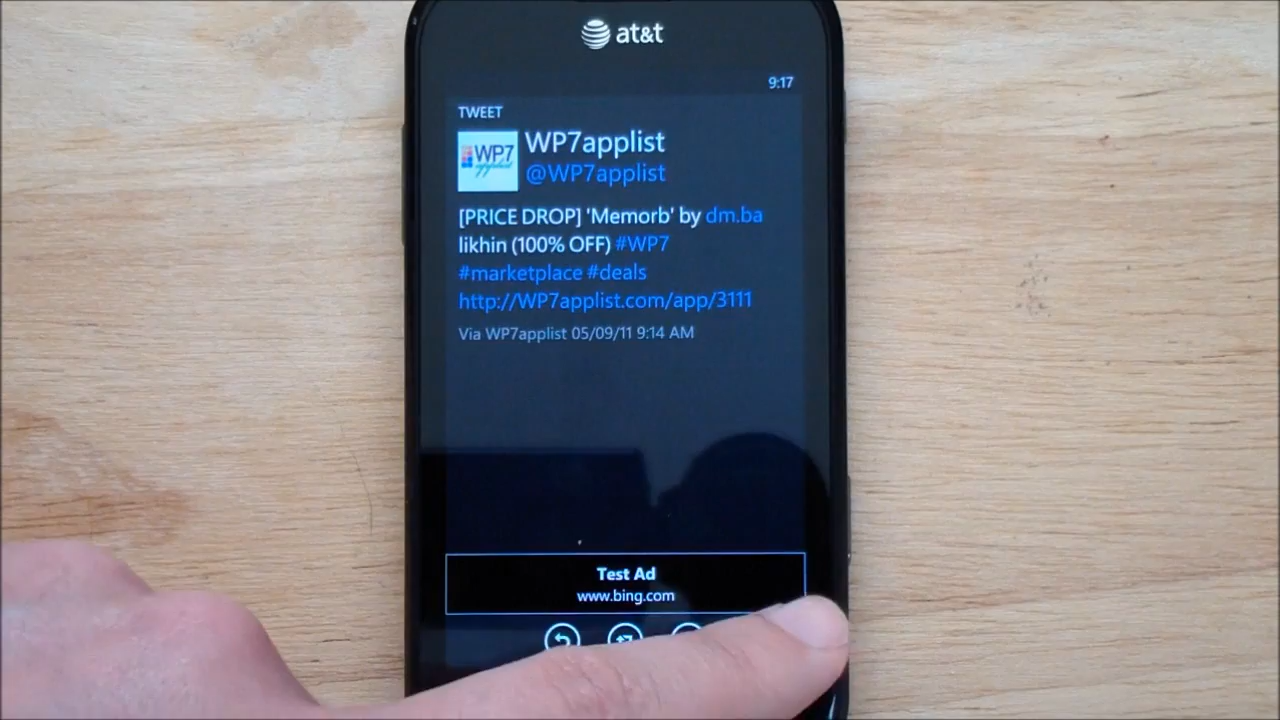 at&t
9:17
TWEET
WP7
applist
WP7applist
@WP7applist
[PRICE DROP] 'Memorb' by dm.ba
likhin (100% OFF) #WP7
#marketplace #deals
http://WP7applist.com/app/3111
Via WP7applist 05/09/11 9:14 AM
Test Ad
www.bing.com